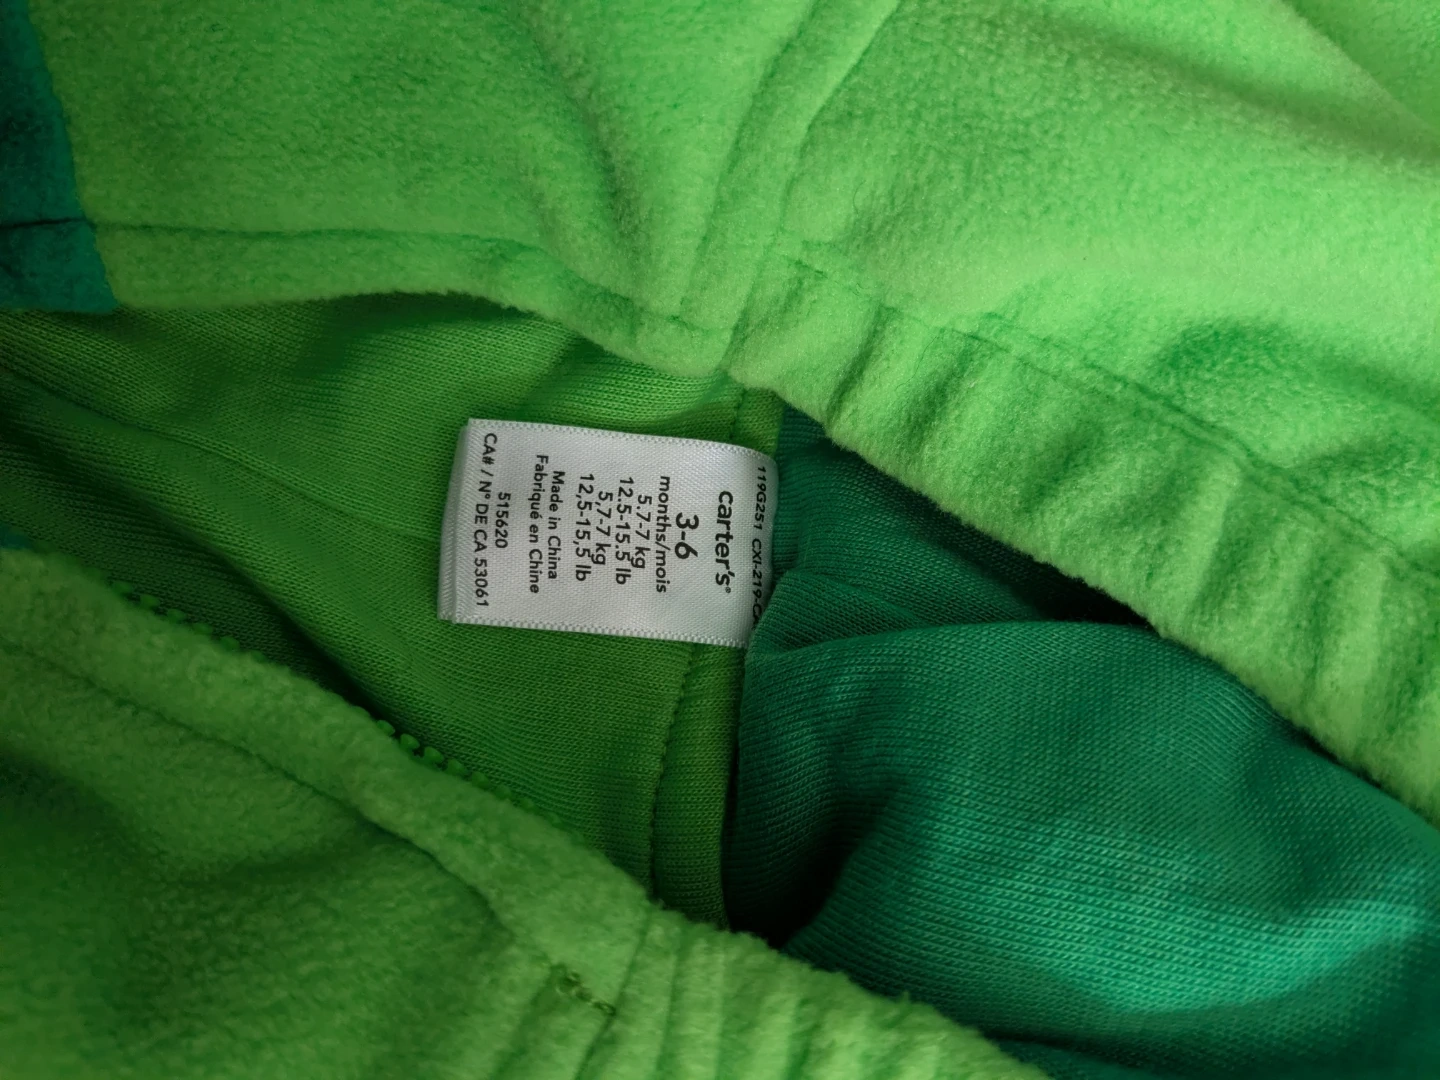 119G251 CXI-219-
carter's®
3-6
months/mois
5.7-7 kg
12.5-15.5 lb
5,7-7 kg
12,5-15,5 lb
Made in China
Fabriqué en Chine
515620
CA# / N° DE CA 53061